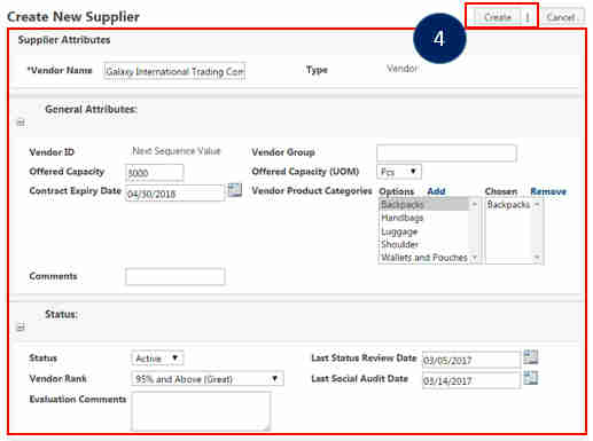 Create New Supplier
Create
Cancel
4
Supplier Attributes
*Vendor Name Galaxy International Trading Com Type Vendor
General Attributes:
Vendor ID Next Sequence Value Vendor Group
Offered Capacity 5000 Offered Capacity (UOM) Pcs
Contract Expiry Date 04/30/2018 Vendor Product Categories Options Add Chosen Remove
Backpacks Backpacks
Handbags
Luggage
Shoulder
Wallets and Pouches
Comments
Status:
Status Active Last Status Review Date 03/05/2017
Vendor Rank 95% and Above (Great) Last Social Audit Date 03/14/2017
Evaluation Comments